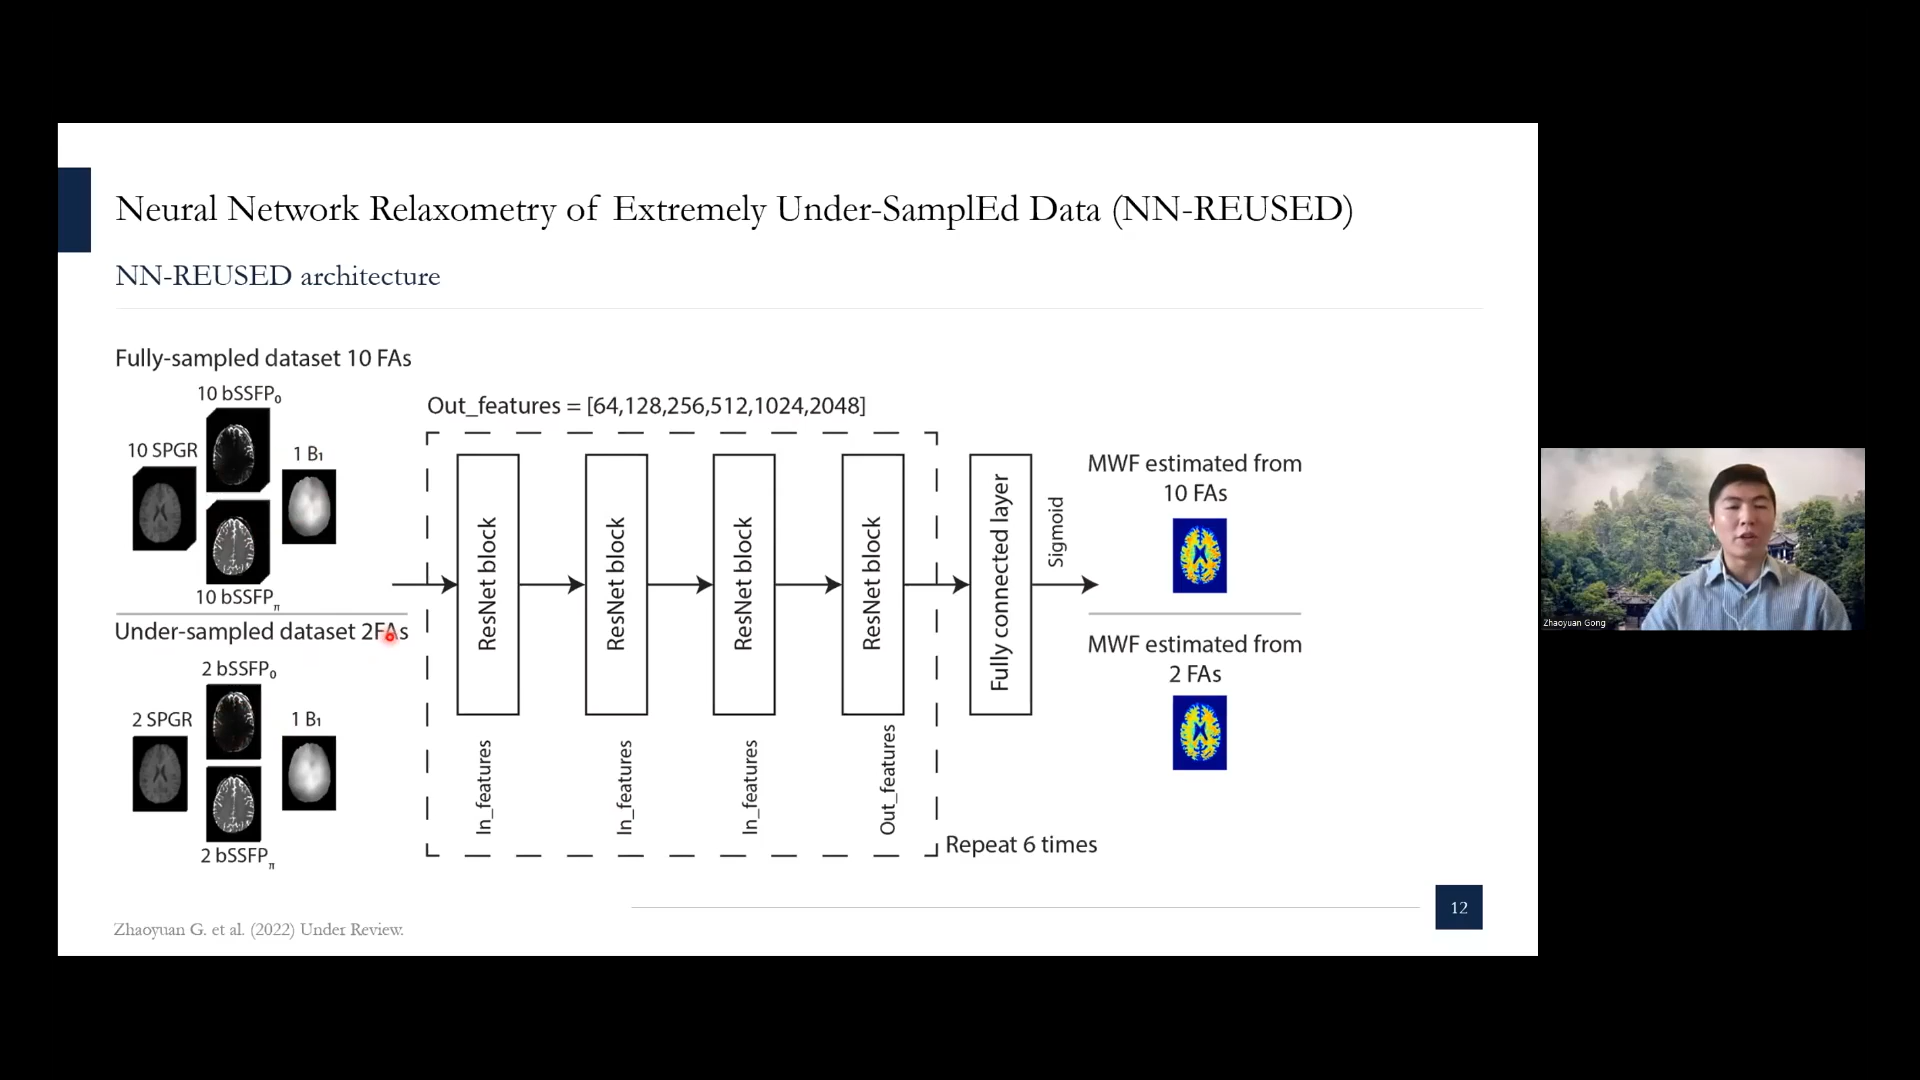 Neural Network Relaxometry of Extremely Under-SamplEd Data (NN-REUSED)
NN-REUSED architecture
Fully-sampled dataset 10 FAs
10 bSSFP₀
10 SPGR
1 B₁
10 bSSFPπ
Under-sampled dataset 2FAs
2 bSSFP₀
2 SPGR
1 B₁
2 bSSFPπ
Out_features = [64,128,256,512,1024,2048]
ResNet block
ResNet block
ResNet block
ResNet block
In_features
In_features
In_features
Out_features
Repeat 6 times
Fully connected layer
Sigmoid
MWF estimated from
10 FAs
MWF estimated from
2 FAs
Zhaoyuan G. et al. (2022) Under Review.
12
Zhaoyuan Gong